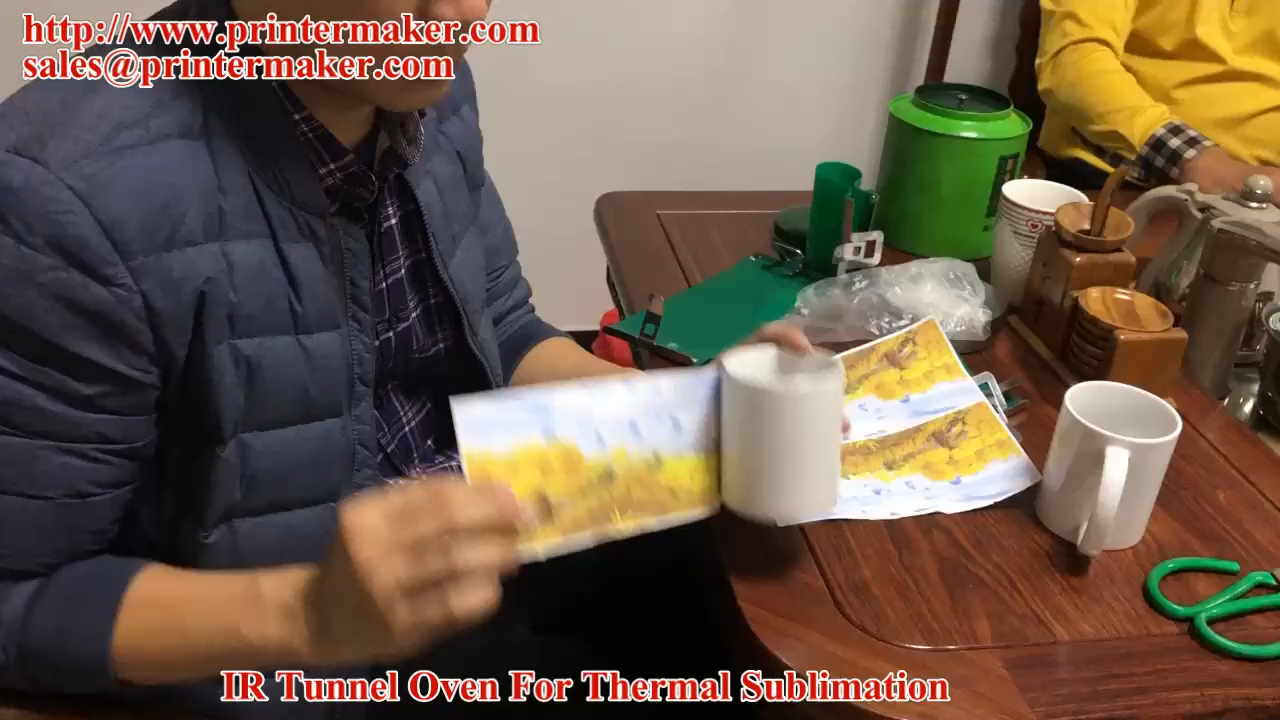 http://www.printermaker.com
sales@printermaker.com
IR Tunnel Oven For Thermal Sublimation